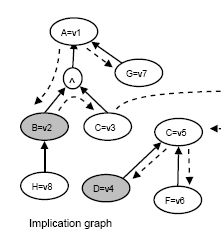 A=v1
G=v7
^
B=v2
C=v3
C=v5
H=v8
D=v4
F=v6
Implication graph